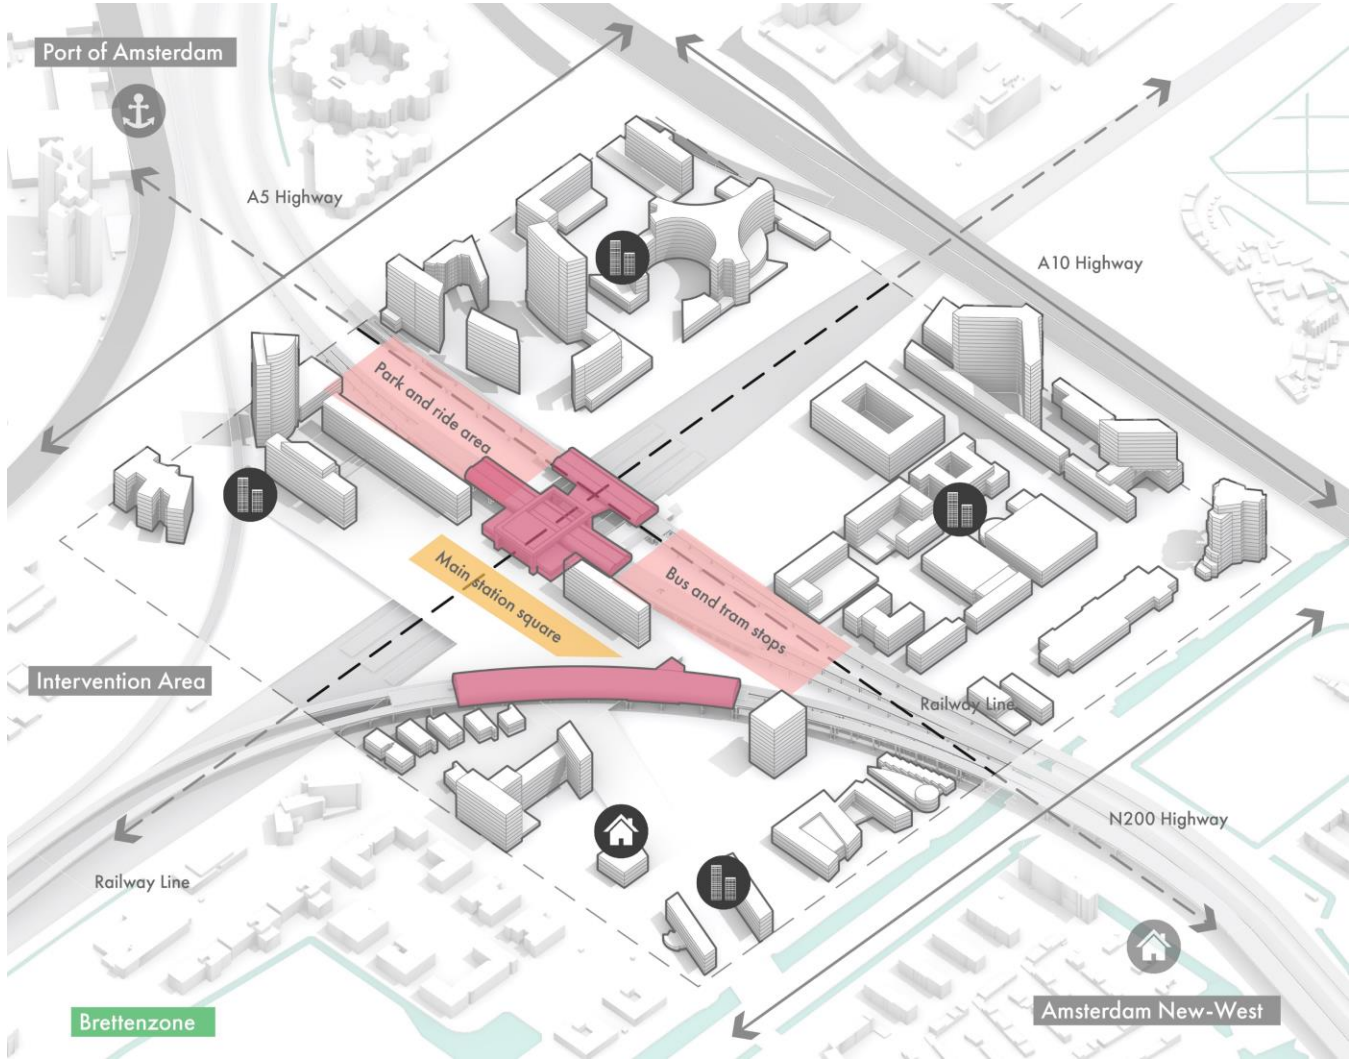 Port of Amsterdam
A5 Highway
A10 Highway
Park and ride area
Main station square
Bus and tram stops
Intervention Area
Railway Line
N200 Highway
Railway Line
Amsterdam New-West
Brettenzone